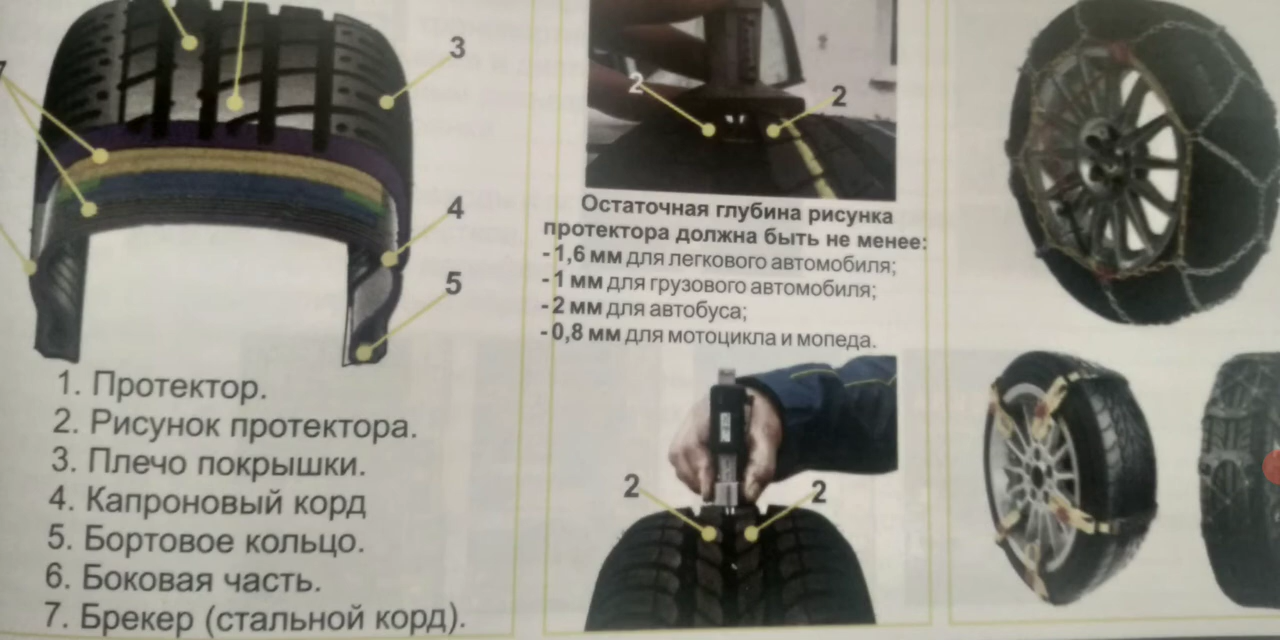 7
3
4
5
1. Протектор.
2. Рисунок протектора.
3. Плечо покрышки.
4. Капроновый корд
5. Бортовое кольцо.
6. Боковая часть.
7. Брекер (стальной корд).
2
2
Остаточная глубина рисунка
протектора должна быть не менее:
- 1,6 мм для легкового автомобиля;
- 1 мм для грузового автомобиля;
- 2 мм для автобуса;
- 0,8 мм для мотоцикла и мопеда.
2
2